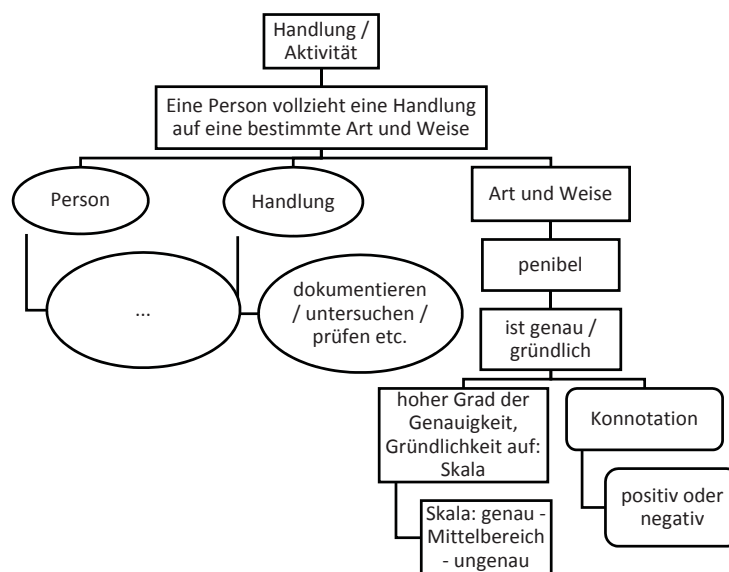 Handlung /
Aktivität
Eine Person vollzieht eine Handlung
auf eine bestimmte Art und Weise
Person
Handlung
Art und Weise
...
dokumentieren
/ untersuchen /
prüfen etc.
penibel
ist genau /
gründlich
hoher Grad der
Genauigkeit,
Gründlichkeit auf:
Skala
Konnotation
Skala: genau -
Mittelbereich
- ungenau
positiv oder
negativ